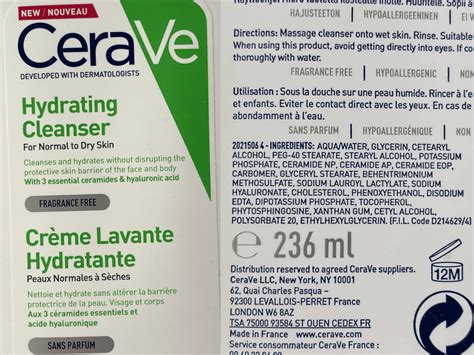 NEW / NOUVEAU
CeraVe
DEVELOPED WITH DERMATOLOGISTS
Hydrating
Cleanser
For Normal to Dry Skin
Cleanses and hydrates without disrupting the
protective skin barrier of the face and body
With 3 essential ceramides & hyaluronic acid
FRAGRANCE FREE
Crème Lavante
Hydratante
Peaux Normales à Sèches
Nettoie et hydrate sans altérer la barrière
protectrice de la peau. Visage et corps
Aux 3 céramides essentiels et
acide hyaluronique
SANS PARFUM
HAJUSTEETON
HYPOALLERGEENINEN
Directions: Massage cleanser onto wet skin. Rinse. Suitable
When using this product, avoid getting directly into eyes. If co
thoroughly with water.
FRAGRANCE FREE
HYPOALLERGENIC
NON
Utilisation : Sous la douche sur une peau humide. Rincer à l'ea
et enfants. Eviter le contact direct avec les yeux. En cas de
abondamment à l'eau.
SANS PARFUM
HYPOALLERGÉNIQUE
NON
2021506 4 - INGREDIENTS: AQUA/WATER, GLYCERIN, CETEARYL
ALCOHOL, PEG-40 STEARATE, STEARYL ALCOHOL, POTASSIUM
PHOSPHATE, CERAMIDE NP, CERAMIDE AP, CERAMIDE EOP,
CARBOMER, GLYCERYL STEARATE, BEHENTRIMONIUM
METHOSULFATE, SODIUM LAUROYL LACTYLATE, SODIUM
HYALURONATE, CHOLESTEROL, PHENOXYETHANOL, DISODIUM
EDTA, DIPOTASSIUM PHOSPHATE, TOCOPHEROL,
PHYTOSPHINGOSINE, XANTHAN GUM, CETYL ALCOHOL,
POLYSORBATE 20, ETHYLHEXYLGLYCERIN. (F.I.L. Code D214629/1)
℮ 236 ml
12M
Distribution reserved to agreed CeraVe suppliers.
CeraVe LLC, New York, NY 10001
62, Quai Charles Pasqua –
92300 LEVALLOIS-PERRET France
LONDON W6 8AZ
TSA 75000 93584 ST OUEN CEDEX FR
Made in France www.cerave.com
Service consommateur CeraVe France :